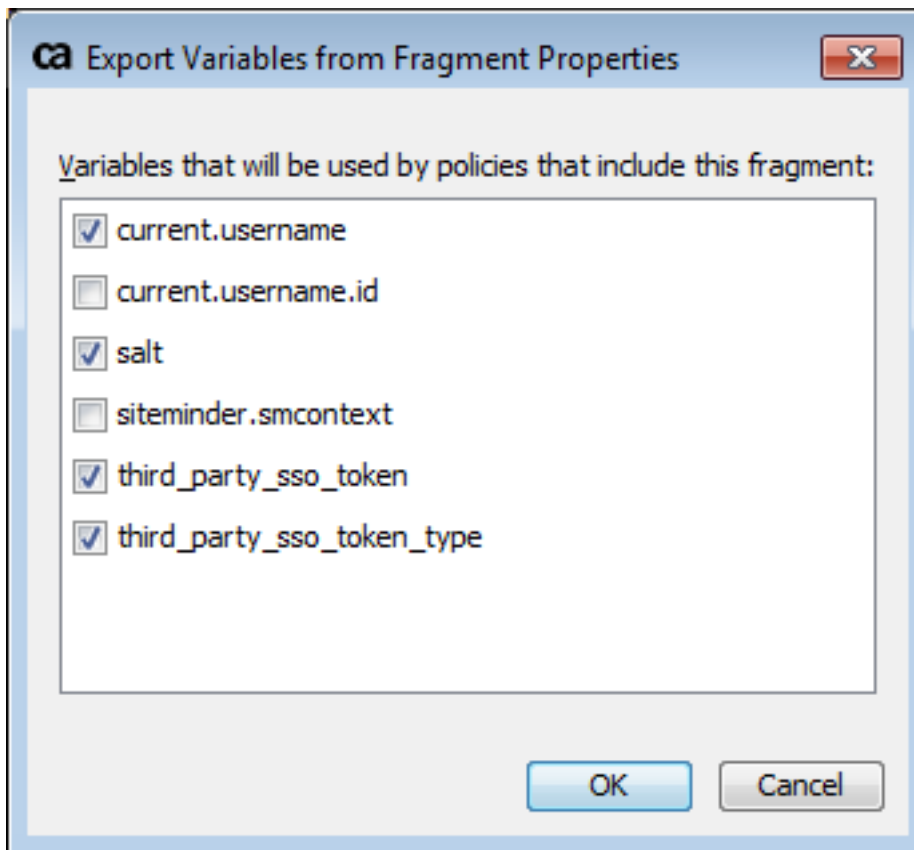 ca Export Variables from Fragment Properties
Variables that will be used by policies that include this fragment:
current.username
current.username.id
salt
siteminder.smcontext
third_party_sso_token
third_party_sso_token_type
OK Cancel